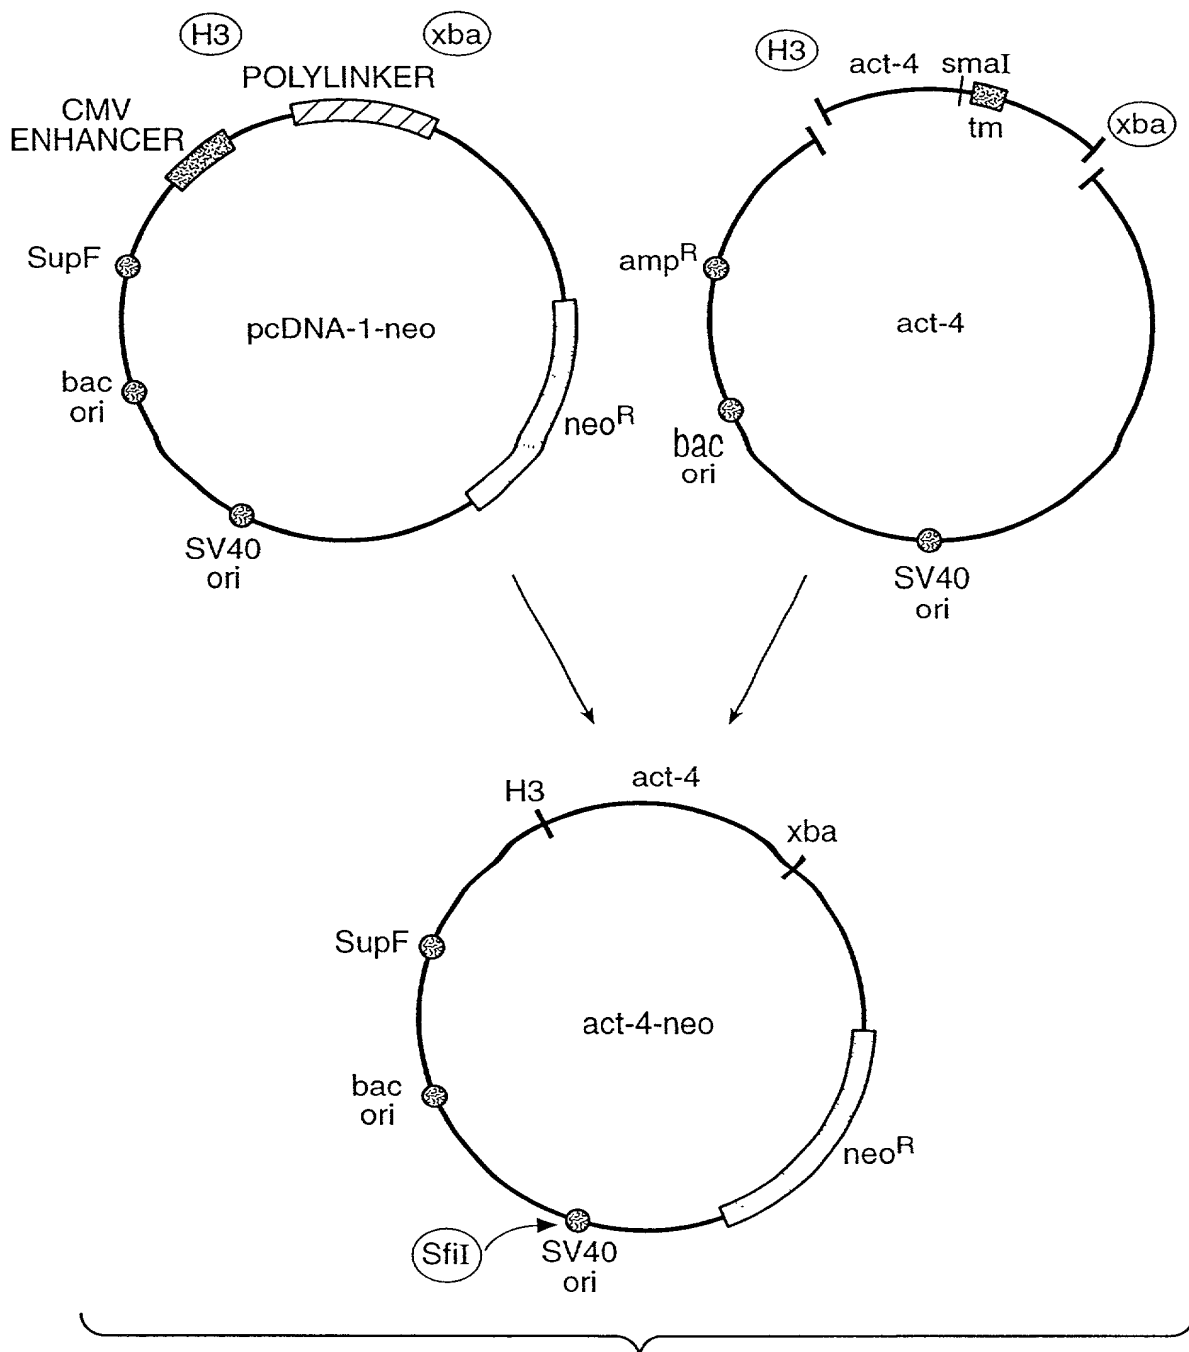 H3
xba
POLYLINKER
CMV
ENHANCER
SupF
pcDNA-1-neo
bac
ori
neoR
SV40
ori
H3
act-4
smaI
tm
xba
ampR
act-4
bac
ori
SV40
ori
H3
act-4
xba
SupF
act-4-neo
bac
ori
neoR
SfiI
SV40
ori